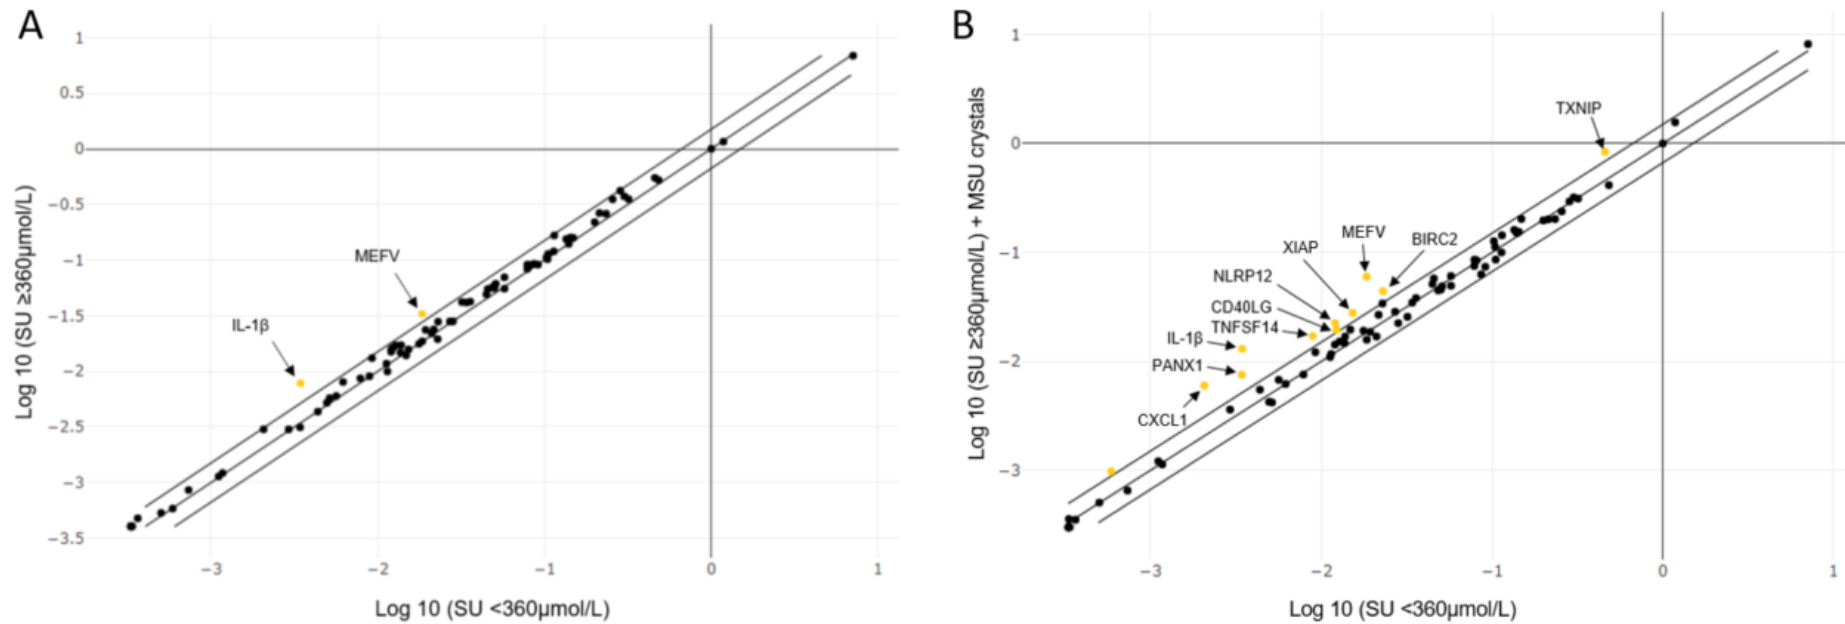 A
1
0.5
0
−0.5
−1
−1.5
−2
−2.5
−3
−3.5
−3
−2
−1
0
1
Log 10 (SU ≥360µmol/L)
Log 10 (SU <360µmol/L)
MEFV
IL-1β
B
1
0
−1
−2
−3
−3
−2
−1
0
1
Log 10 (SU ≥360µmol/L) + MSU crystals
Log 10 (SU <360µmol/L)
TXNIP
MEFV
BIRC2
XIAP
NLRP12
CD40LG
TNFSF14
IL-1β
PANX1
CXCL1